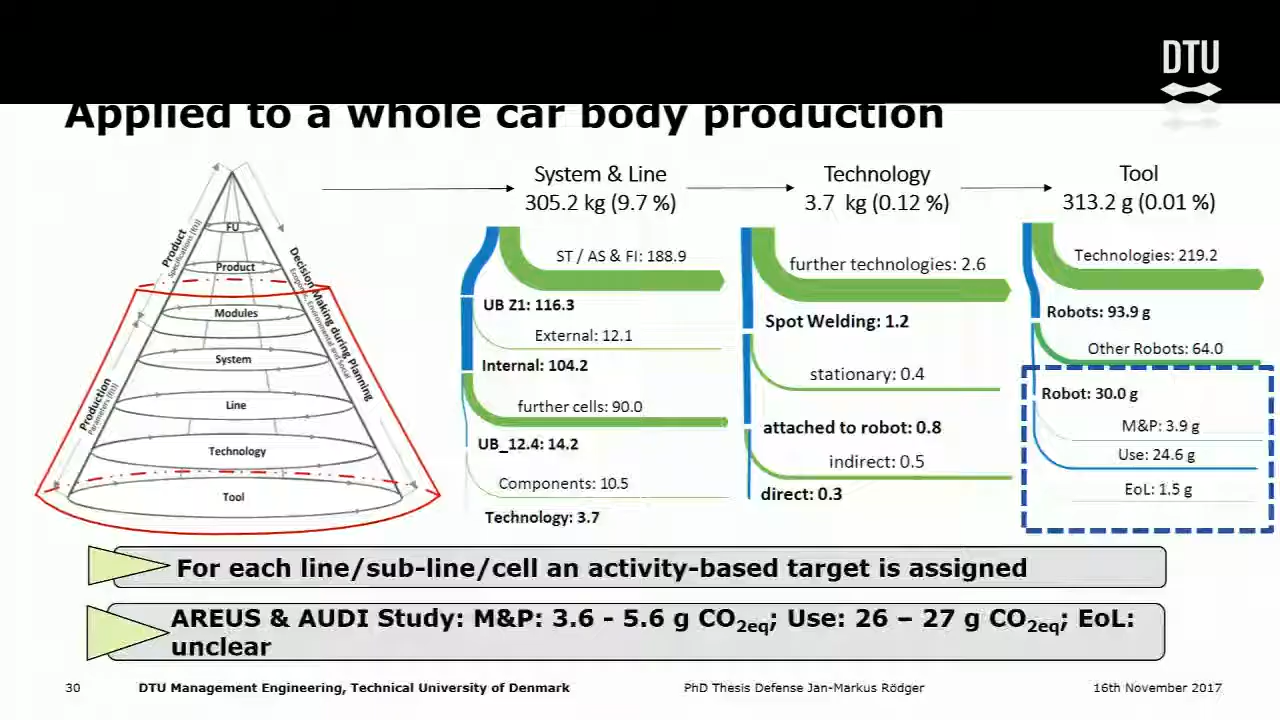 DTU
Applied to a whole car body production
System & Line
305.2 kg (9.7 %)
Technology
3.7 kg (0.12 %)
Tool
313.2 g (0.01 %)
FU
Product
Modules
System
Line
Technology
Tool
Product
Specifications [f(t)]
Production
Parameters [f(t)]
Decision Making during Planning
Economic, Environmental and Social
ST / AS & FI: 188.9
UB Z1: 116.3
External: 12.1
Internal: 104.2
further cells: 90.0
UB_12.4: 14.2
Components: 10.5
Technology: 3.7
further technologies: 2.6
Spot Welding: 1.2
stationary: 0.4
attached to robot: 0.8
indirect: 0.5
direct: 0.3
Technologies: 219.2
Robots: 93.9 g
Other Robots: 64.0
Robot: 30.0 g
M&P: 3.9 g
Use: 24.6 g
EoL: 1.5 g
For each line/sub-line/cell an activity-based target is assigned
AREUS & AUDI Study: M&P: 3.6 - 5.6 g CO2eq; Use: 26 – 27 g CO2eq; EoL:
unclear
30
DTU Management Engineering, Technical University of Denmark
PhD Thesis Defense Jan-Markus Rödger
16th November 2017